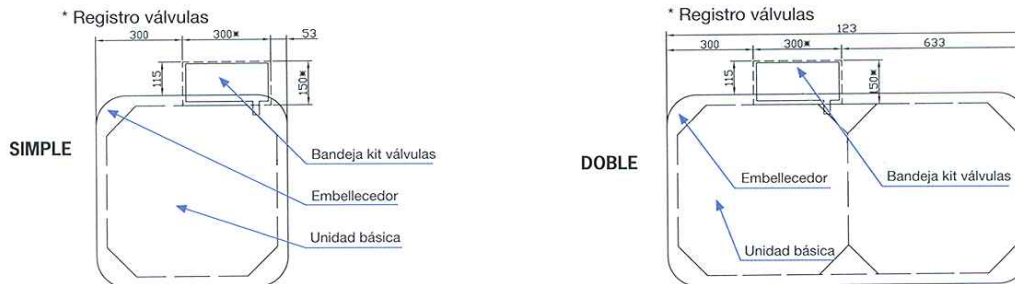 * Registro válvulas
300
300*
53
115
150*
SIMPLE
Bandeja kit válvulas
Embellecedor
Unidad básica
* Registro válvulas
123
300
300*
633
115
150*
DOBLE
Embellecedor
Bandeja kit válvulas
Unidad básica